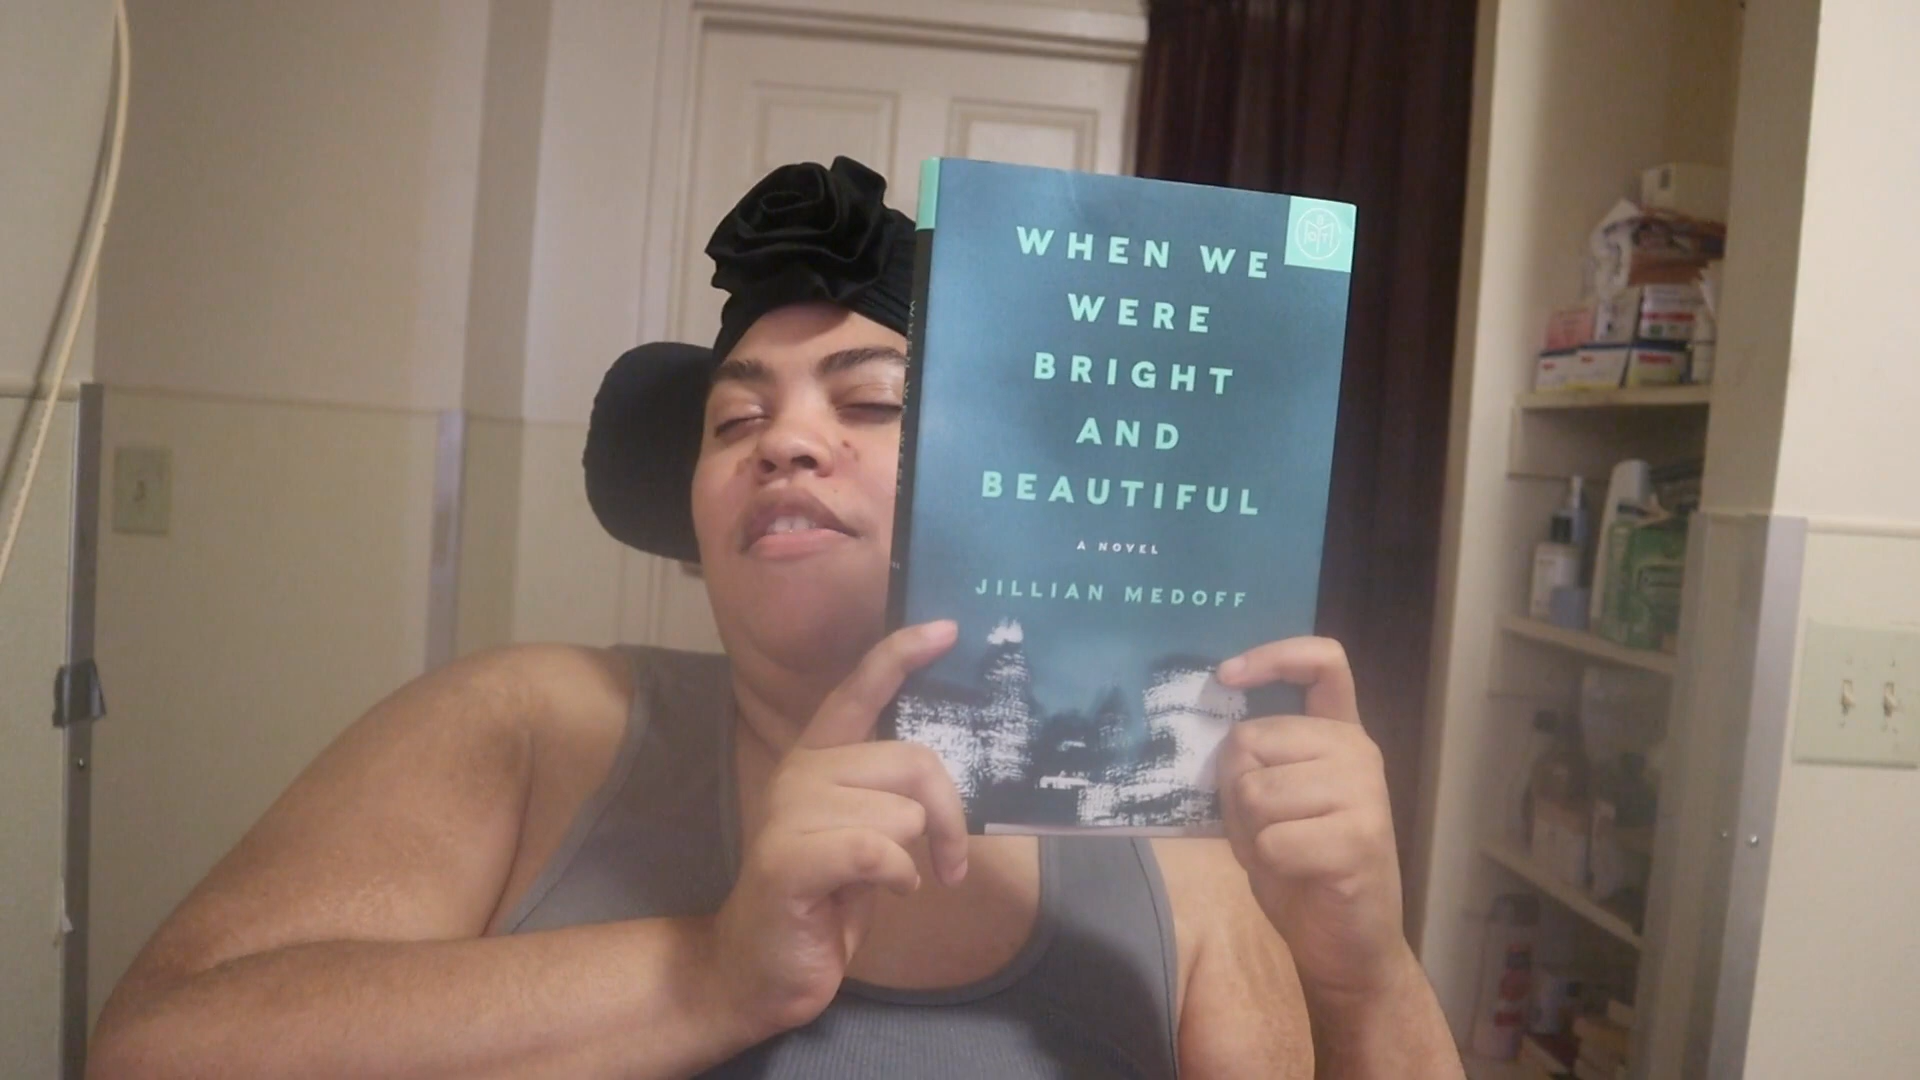 WHEN WE
WERE
BRIGHT
AND
BEAUTIFUL
A NOVEL
JILLIAN MEDOFF